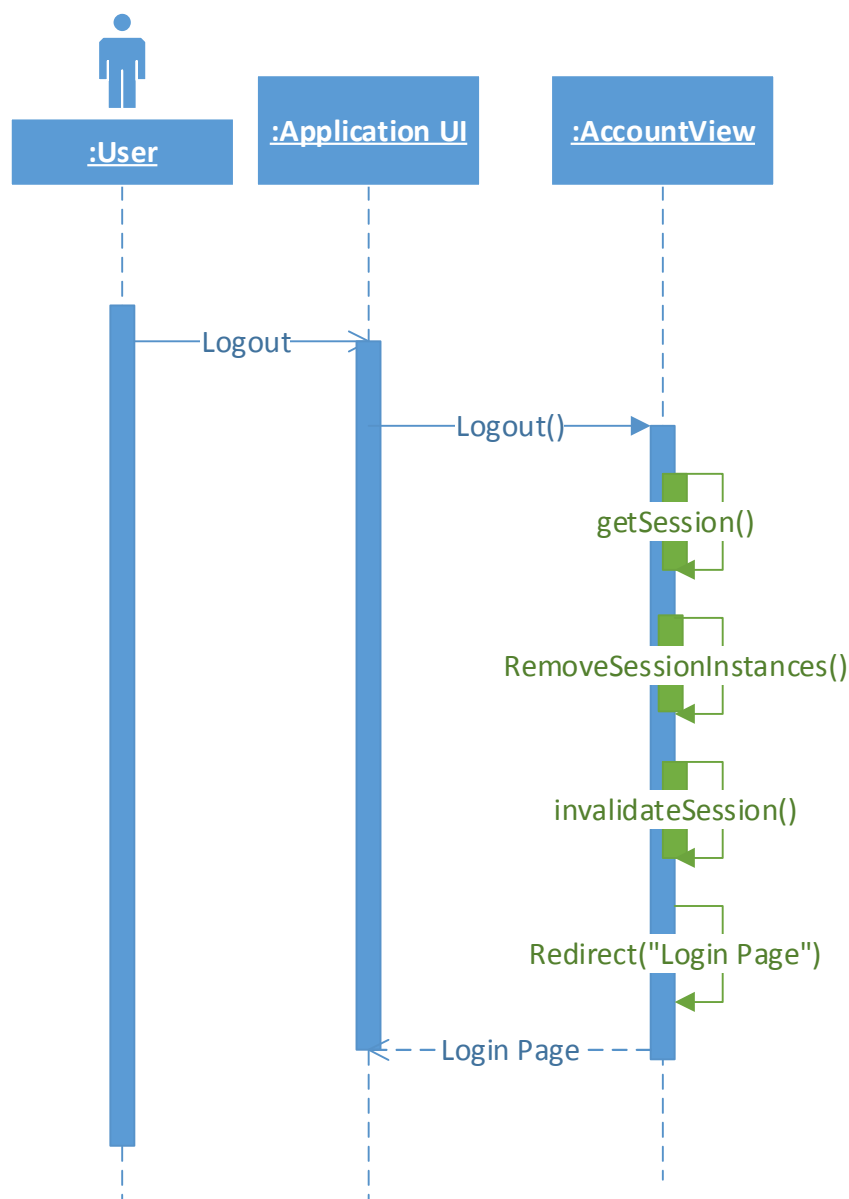 :User
:Application UI
:AccountView
Logout
Logout()
getSession()
RemoveSessionInstances()
invalidateSession()
Redirect("Login Page")
Login Page